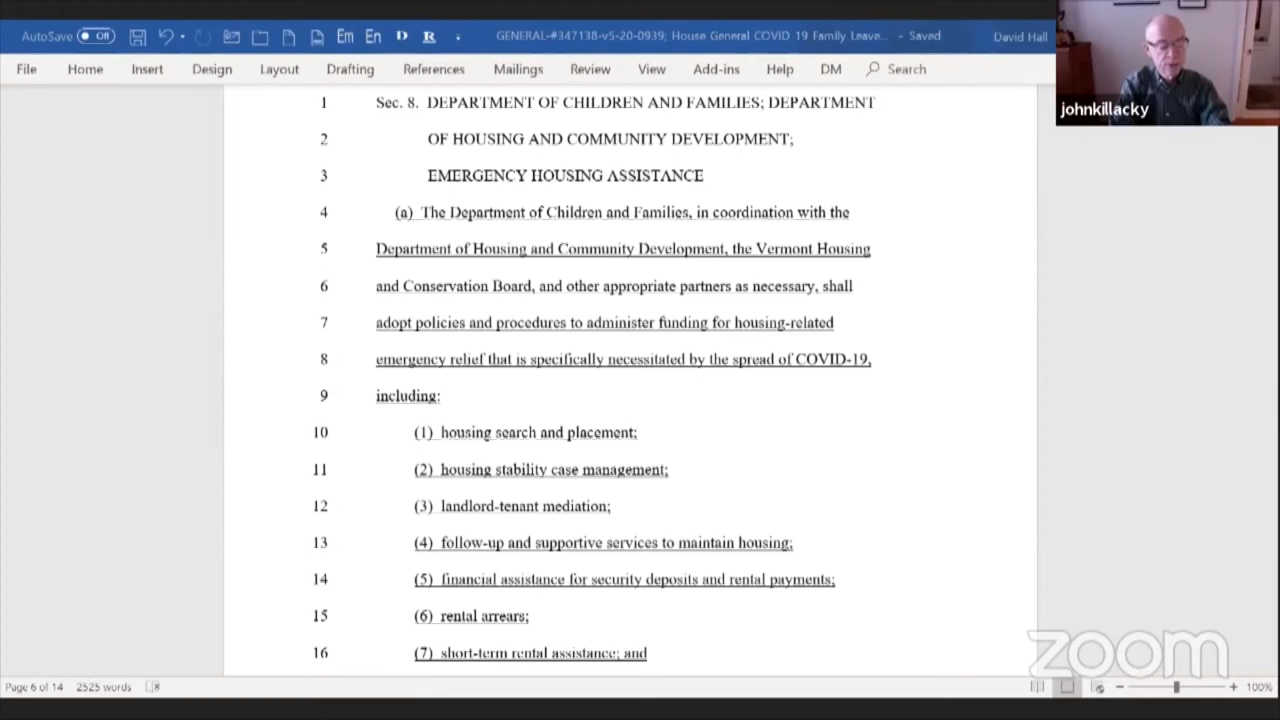 AutoSave Off Em En D R GENERAL-#347138-v5-20-0939; House General COVID 19 Family Leave... - Saved David Hall
File Home Insert Design Layout Drafting References Mailings Review View Add-ins Help DM Search
johnkillacky
1 Sec. 8. DEPARTMENT OF CHILDREN AND FAMILIES; DEPARTMENT
2 OF HOUSING AND COMMUNITY DEVELOPMENT;
3 EMERGENCY HOUSING ASSISTANCE
4 (a) The Department of Children and Families, in coordination with the
5 Department of Housing and Community Development, the Vermont Housing
6 and Conservation Board, and other appropriate partners as necessary, shall
7 adopt policies and procedures to administer funding for housing-related
8 emergency relief that is specifically necessitated by the spread of COVID-19,
9 including:
10 (1) housing search and placement;
11 (2) housing stability case management;
12 (3) landlord-tenant mediation;
13 (4) follow-up and supportive services to maintain housing;
14 (5) financial assistance for security deposits and rental payments;
15 (6) rental arrears;
16 (7) short-term rental assistance; and
zoom
Page 6 of 14 2525 words 100%